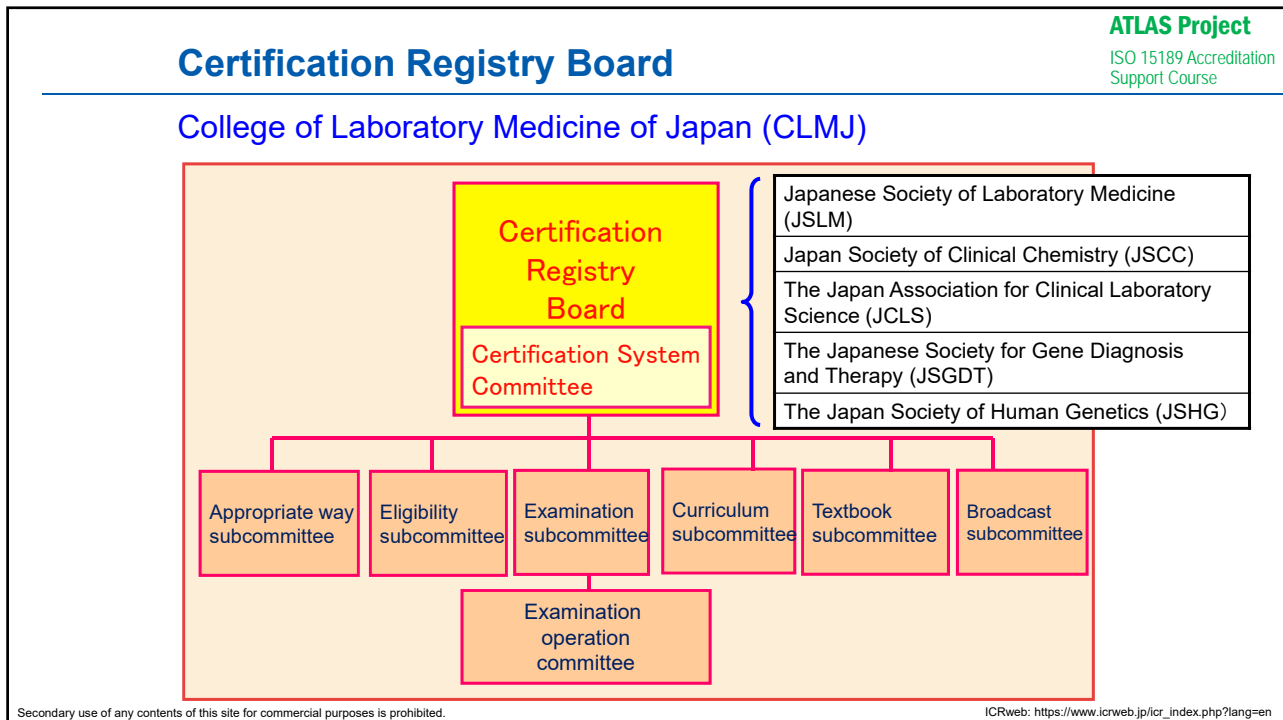 ATLAS Project
ISO 15189 Accreditation
Support Course
Certification Registry Board
College of Laboratory Medicine of Japan (CLMJ)
Certification
Registry
Board
Certification System
Committee
Japanese Society of Laboratory Medicine
(JSLM)
Japan Society of Clinical Chemistry (JSCC)
The Japan Association for Clinical Laboratory
Science (JCLS)
The Japanese Society for Gene Diagnosis
and Therapy (JSGDT)
The Japan Society of Human Genetics (JSHG）
Appropriate way
subcommittee
Eligibility
subcommittee
Examination
subcommittee
Curriculum
subcommittee
Textbook
subcommittee
Broadcast
subcommittee
Examination
operation
committee
Secondary use of any contents of this site for commercial purposes is prohibited.
ICRweb: https://www.icrweb.jp/icr_index.php?lang=en